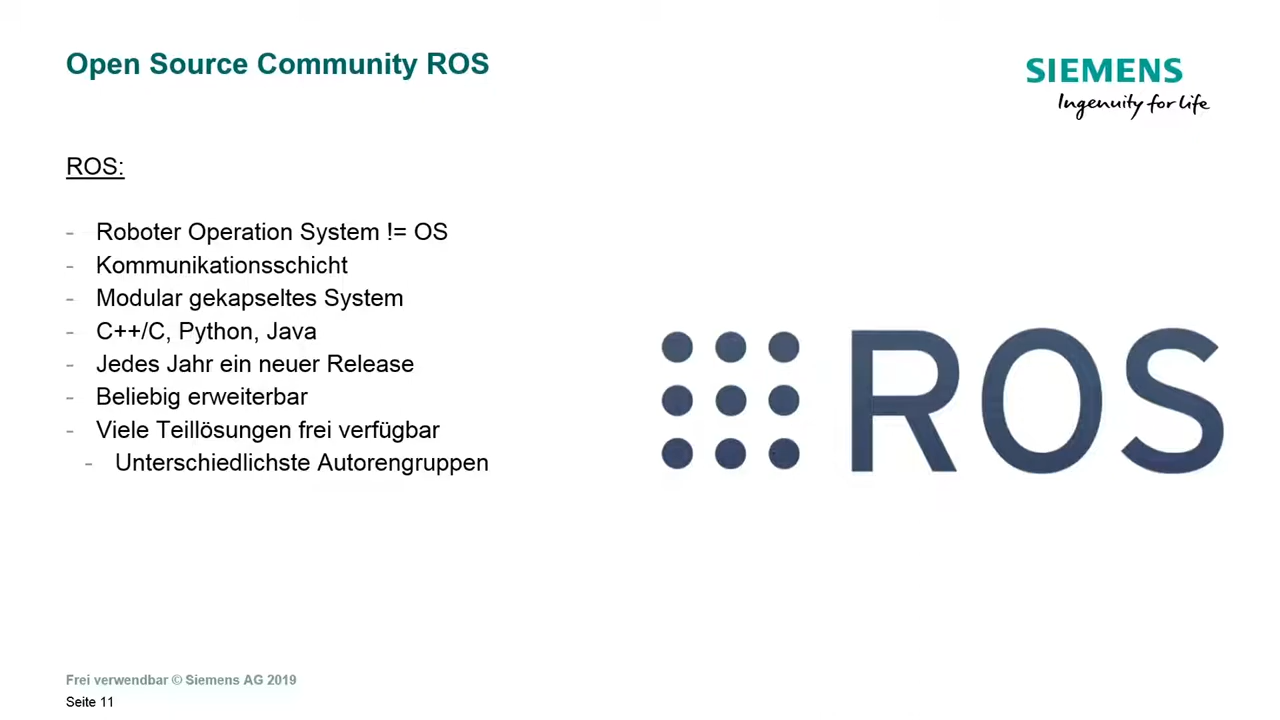 Open Source Community ROS
SIEMENS
Ingenuity for life
ROS:
- Roboter Operation System != OS
- Kommunikationsschicht
- Modular gekapseltes System
- C++/C, Python, Java
- Jedes Jahr ein neuer Release
- Beliebig erweiterbar
- Viele Teillösungen frei verfügbar
- Unterschiedlichste Autorengruppen
ROS
Frei verwendbar © Siemens AG 2019
Seite 11